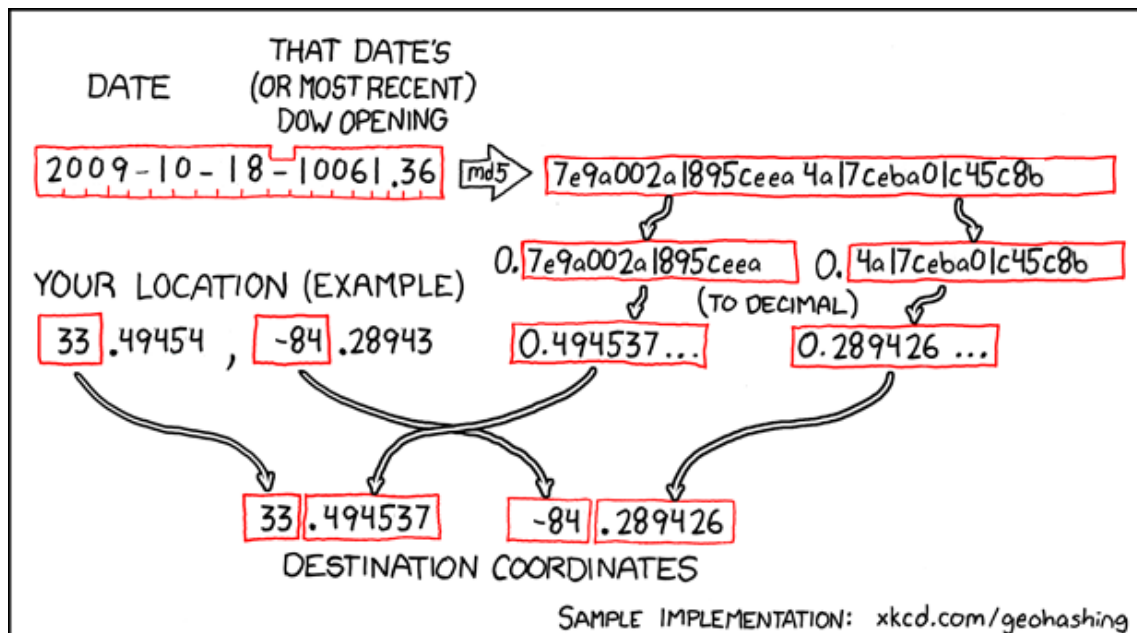 DATE
THAT DATE'S
(OR MOST RECENT)
DOW OPENING
2009-10-18-10061.36
md5
7e9a002a1895ceea4a17ceba01c45c8b
0.7e9a002a1895ceea
0.4a17ceba01c45c8b
YOUR LOCATION (EXAMPLE)
(TO DECIMAL)
33.49454, -84.28943
0.494537...
0.289426...
33.494537
-84.289426
DESTINATION COORDINATES
SAMPLE IMPLEMENTATION: xkcd.com/geohashing